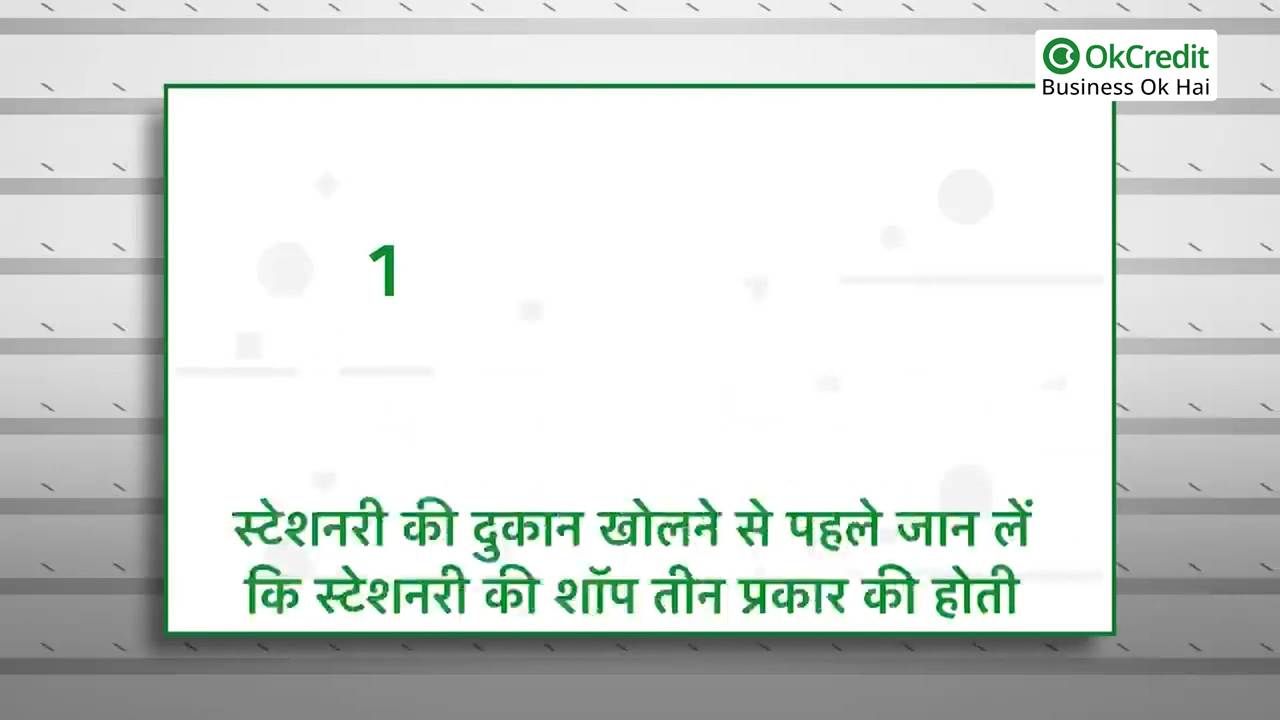 OkCredit
Business Ok Hai
1
स्टेशनरी की दुकान खोलने से पहले जान लें
कि स्टेशनरी की शॉप तीन प्रकार की होती